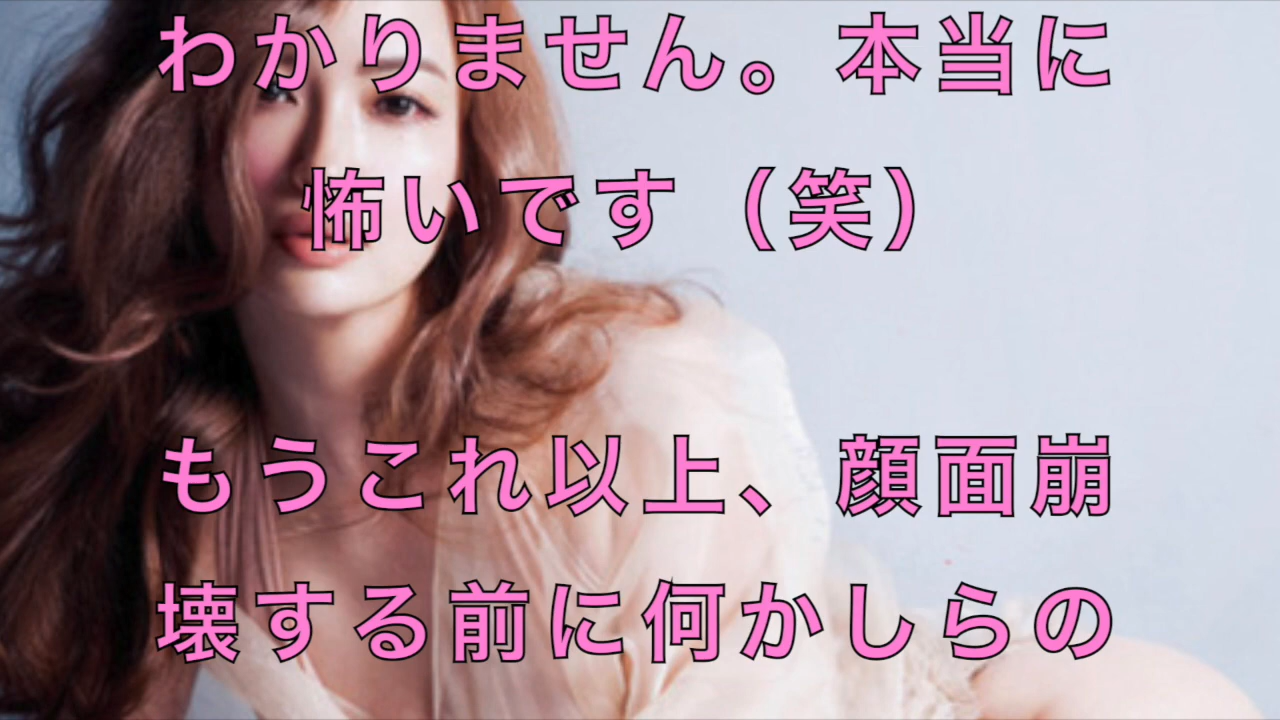 わかりません。本当に
怖いです（笑）
もうこれ以上、顔面崩
壊する前に何かしらの